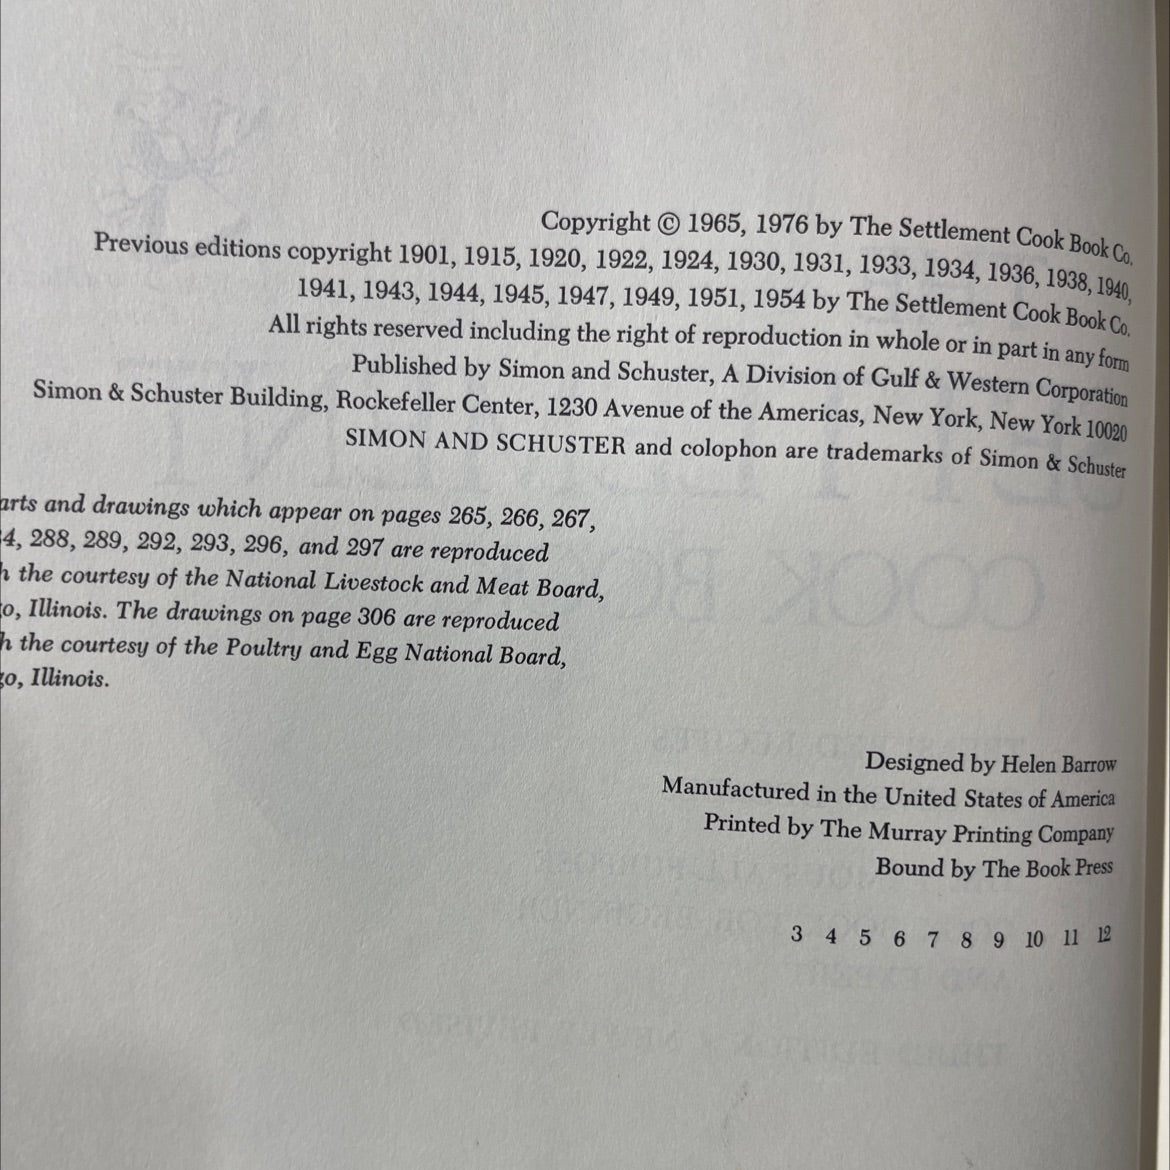 Copyright © 1965, 1976 by The Settlement Cook Book Co.
Previous editions copyright 1901, 1915, 1920, 1922, 1924, 1930, 1931, 1933, 1934, 1936, 1938, 1940,
1941, 1943, 1944, 1945, 1947, 1949, 1951, 1954 by The Settlement Cook Book Co.
All rights reserved including the right of reproduction in whole or in part in any form
Published by Simon and Schuster, A Division of Gulf & Western Corporation
Simon & Schuster Building, Rockefeller Center, 1230 Avenue of the Americas, New York, New York 10020
SIMON AND SCHUSTER and colophon are trademarks of Simon & Schuster
arts and drawings which appear on pages 265, 266, 267,
4, 288, 289, 292, 293, 296, and 297 are reproduced
h the courtesy of the National Livestock and Meat Board,
go, Illinois. The drawings on page 306 are reproduced
h the courtesy of the Poultry and Egg National Board,
go, Illinois.
Designed by Helen Barrow
Manufactured in the United States of America
Printed by The Murray Printing Company
Bound by The Book Press
3 4 5 6 7 8 9 10 11 12